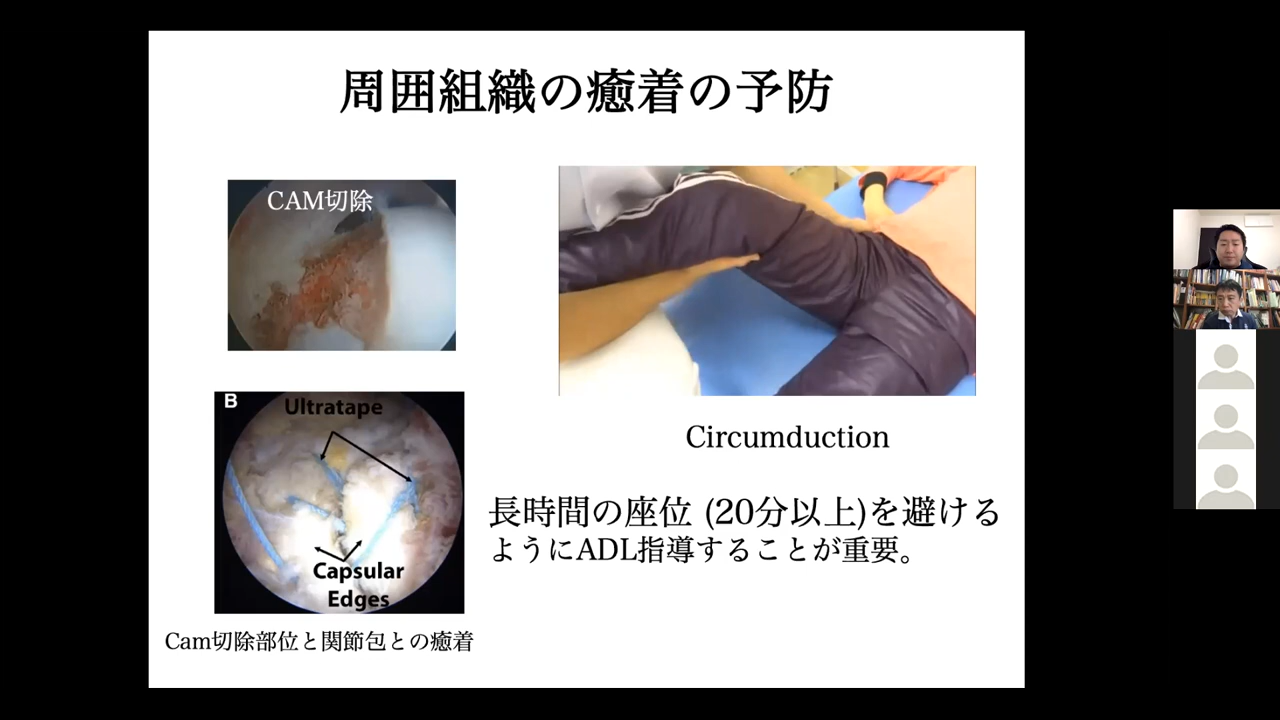 周囲組織の癒着の予防
CAM切除
B
Ultratape
Capsular
Edges
Cam切除部位と関節包との癒着
Circumduction
長時間の座位 (20分以上)を避ける
ようにADL指導することが重要。